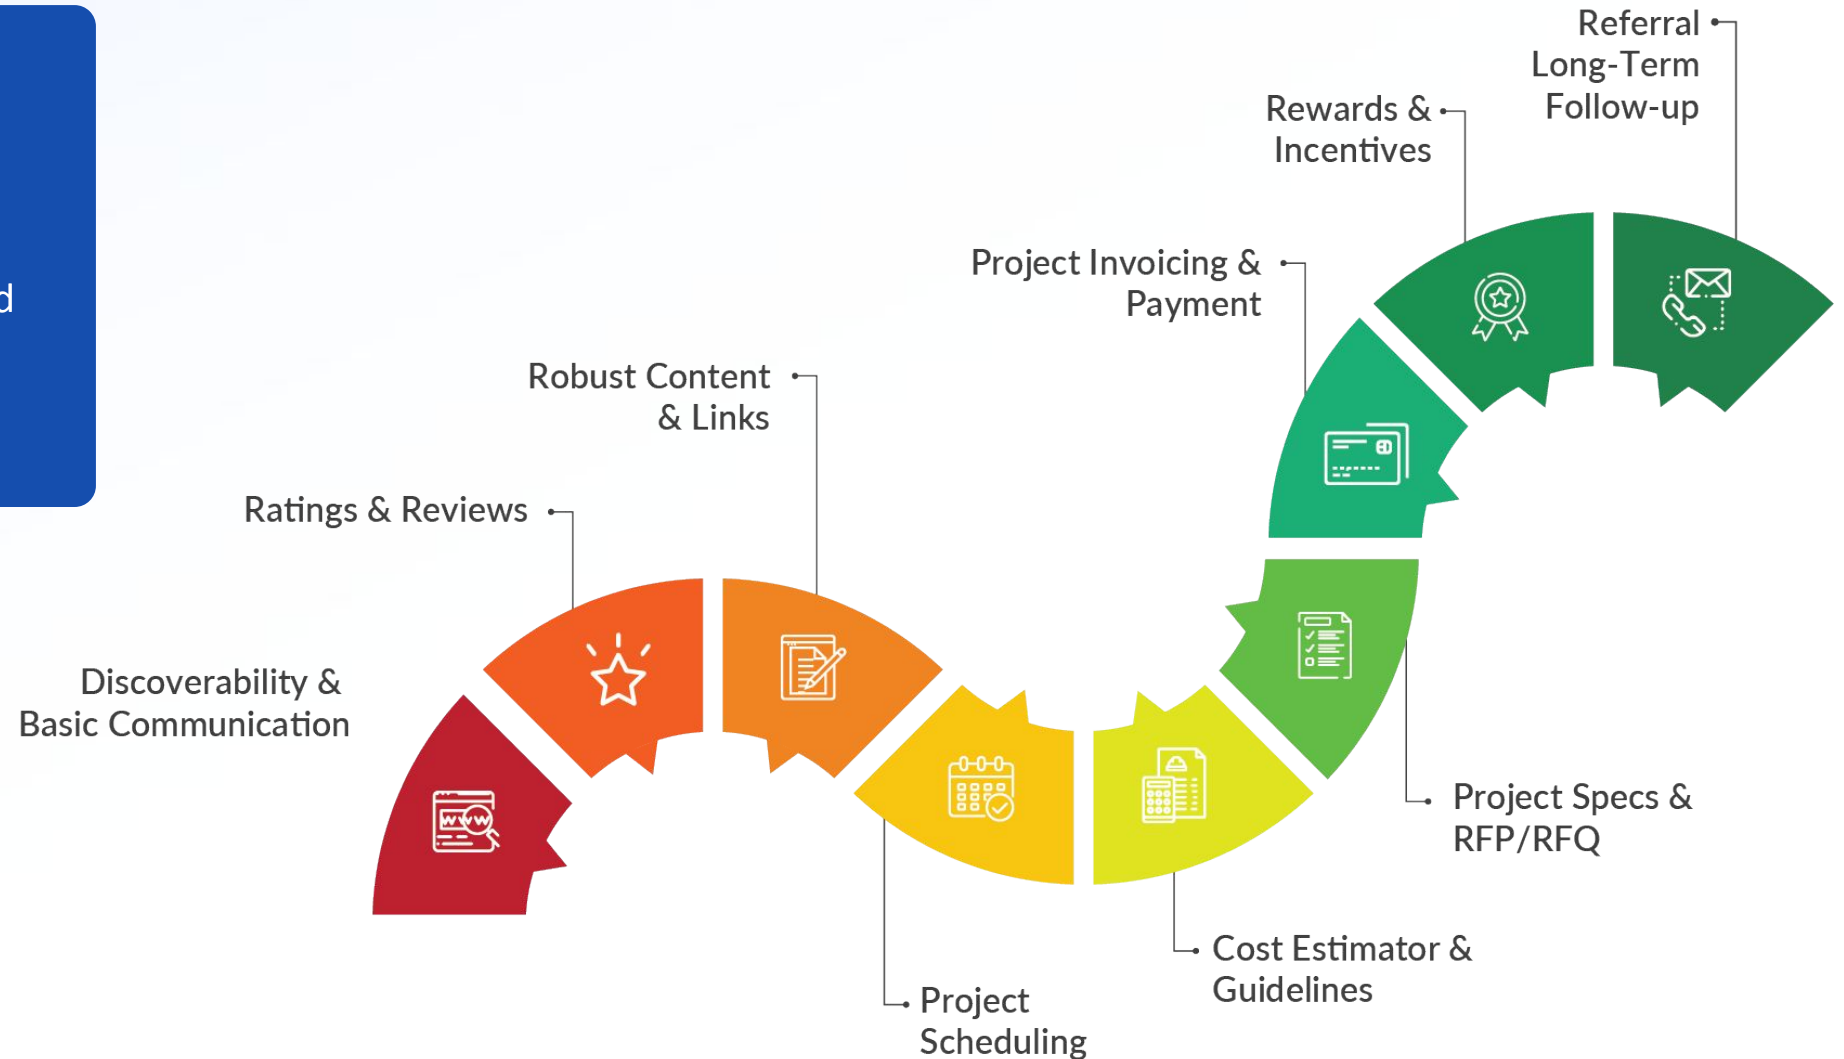 d
Referral
Long-Term
Follow-up
Rewards &
Incentives
Project Invoicing &
Payment
Robust Content
& Links
Ratings & Reviews
Discoverability &
Basic Communication
www
Project Specs &
RFP/RFQ
Cost Estimator &
Guidelines
Project
Scheduling